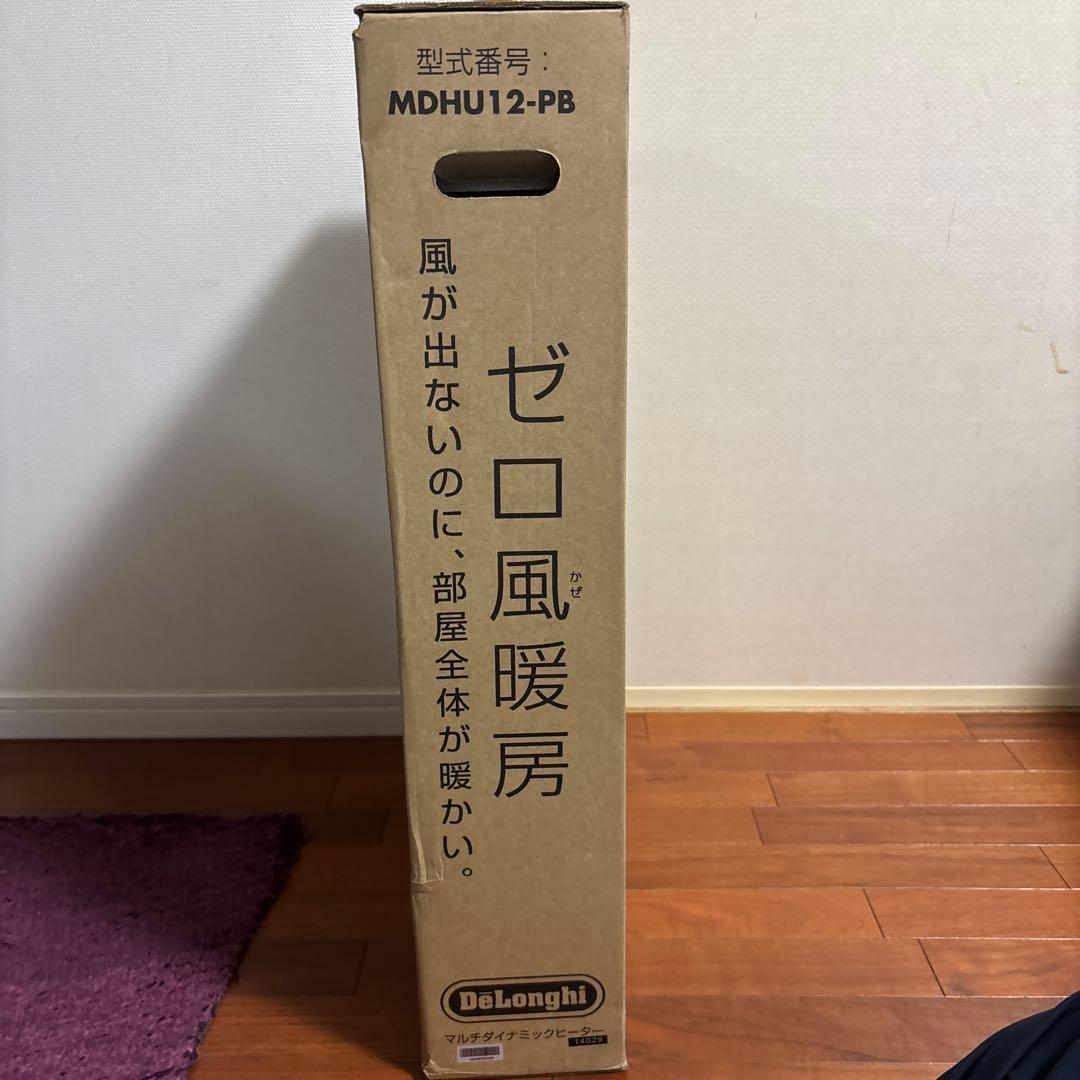 型式番号：
MDHU12-PB
ゼロ風暖房
かぜ
風が出ないのに、部屋全体が暖かい。
DeLonghi
マルチダイナミックヒーター
14029